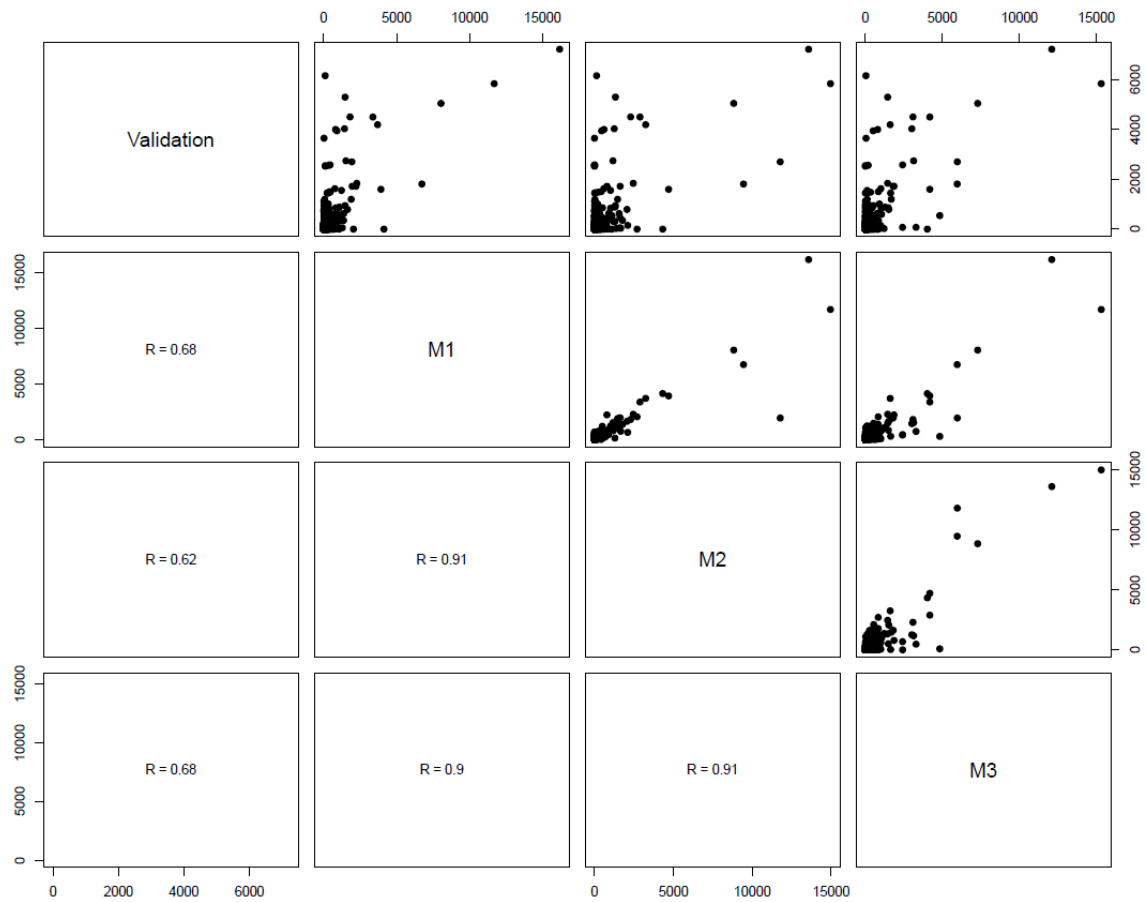 0 5000 10000 15000 0 5000 10000 15000
Validation
0 2000 4000 6000
0 5000 10000 15000
R = 0.68
M1
R = 0.62
R = 0.91
M2
0 5000 10000 15000
0 5000 10000 15000
R = 0.68
R = 0.9
R = 0.91
M3
0 2000 4000 6000 0 5000 10000 15000